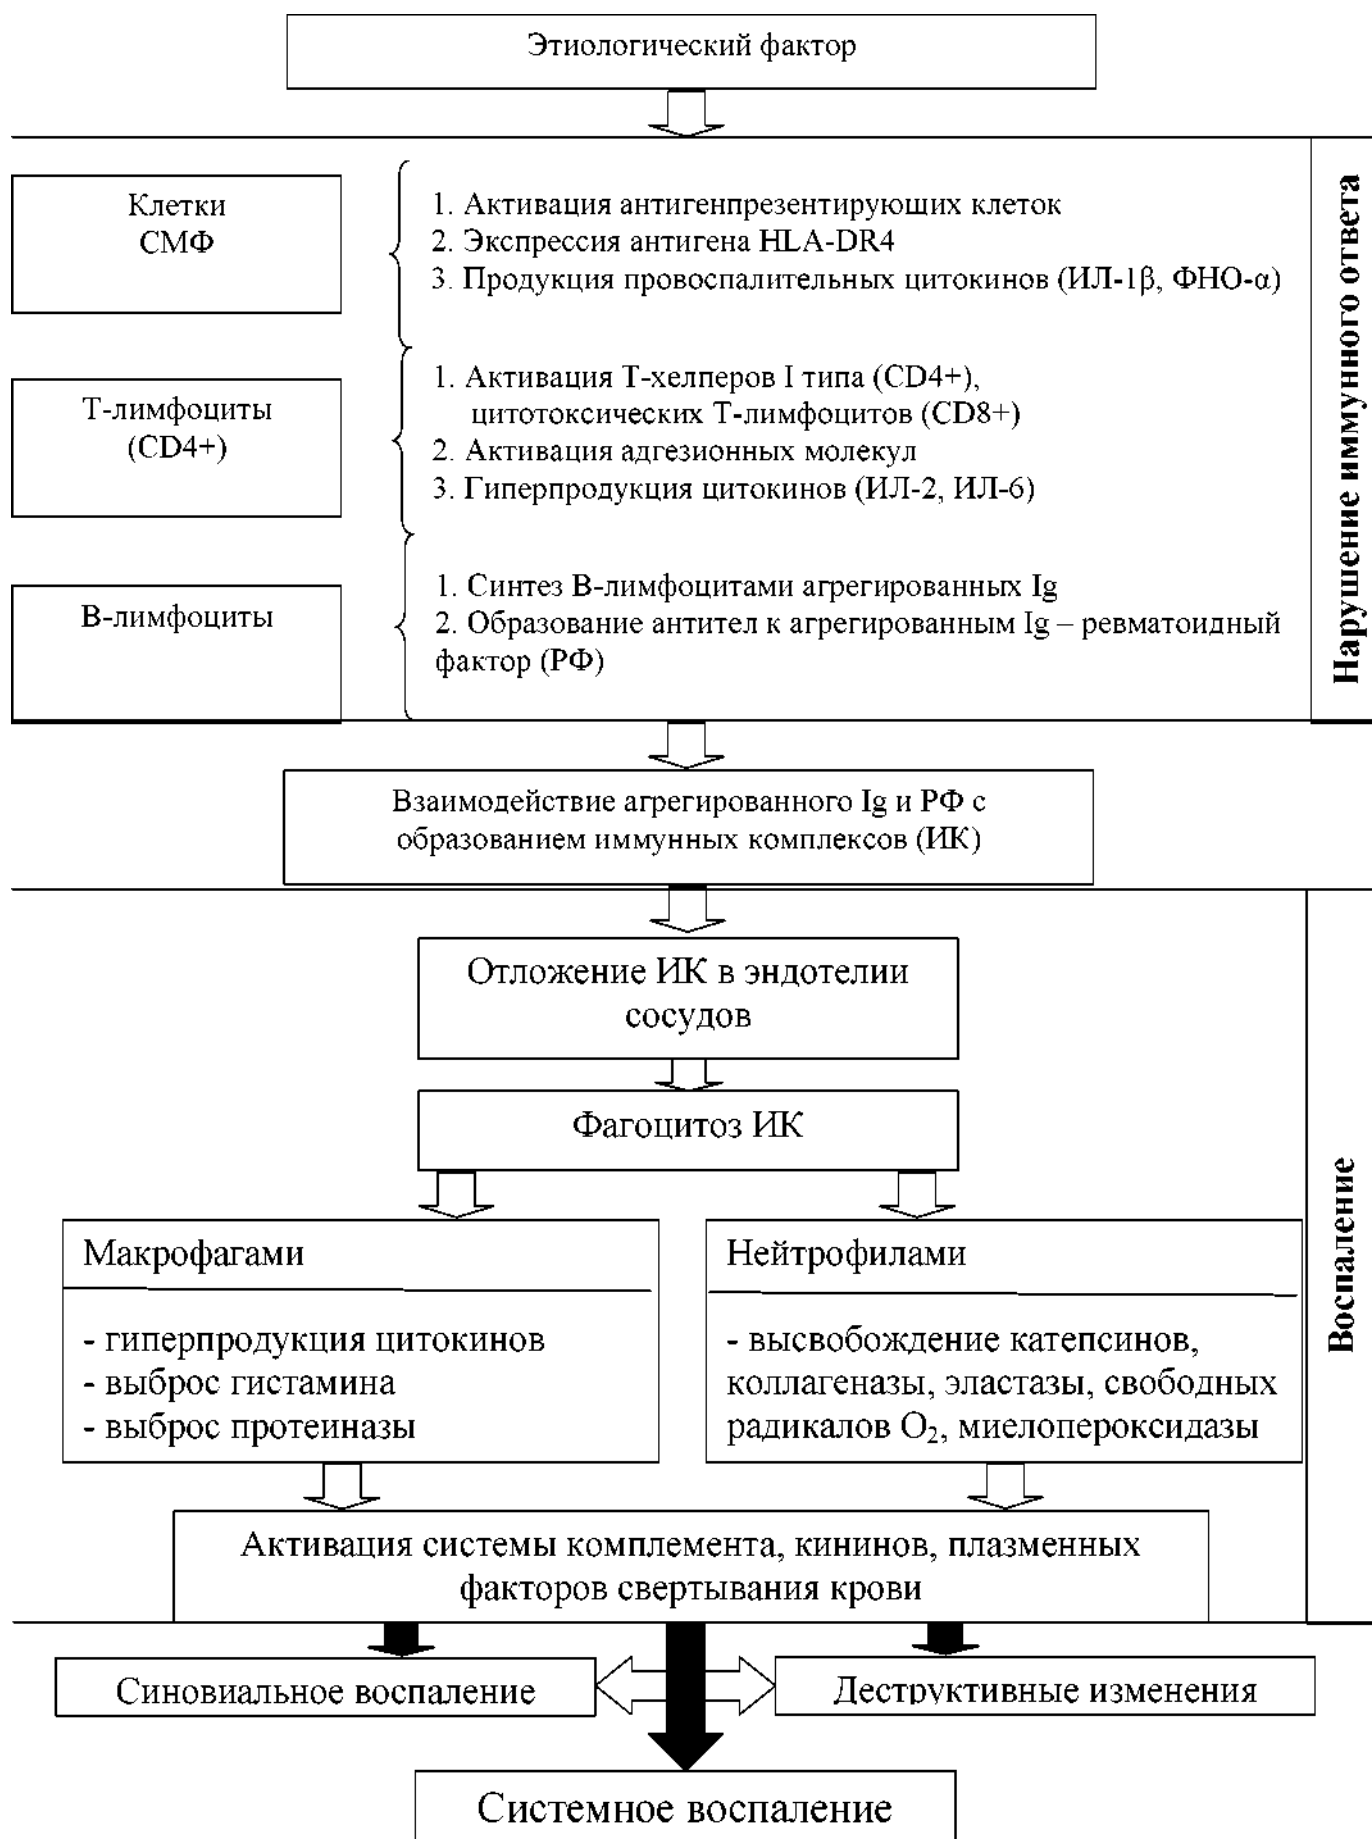 Этиологический фактор
Клетки
СМФ
1. Активация антигенпрезентирующих клеток
2. Экспрессия антигена HLA-DR4
3. Продукция провоспалительных цитокинов (ИЛ-1β, ФНО-α)
Т-лимфоциты
(CD4+)
1. Активация Т-хелперов I типа (CD4+),
цитотоксических Т-лимфоцитов (CD8+)
2. Активация адгезионных молекул
3. Гиперпродукция цитокинов (ИЛ-2, ИЛ-6)
В-лимфоциты
1. Синтез В-лимфоцитами агрегированных Ig
2. Образование антител к агрегированным Ig – ревматоидный
фактор (РФ)
Нарушение иммунного ответа
Взаимодействие агрегированного Ig и РФ с
образованием иммунных комплексов (ИК)
Отложение ИК в эндотелии
сосудов
Фагоцитоз ИК
Макрофагами
- гиперпродукция цитокинов
- выброс гистамина
- выброс протеиназы
Нейтрофилами
- высвобождение катепсинов,
коллагеназы, эластазы, свободных
радикалов O₂, миелопероксидазы
Воспаление
Активация системы комплемента, кининов, плазменных
факторов свертывания крови
Синовиальное воспаление
Деструктивные изменения
Системное воспаление